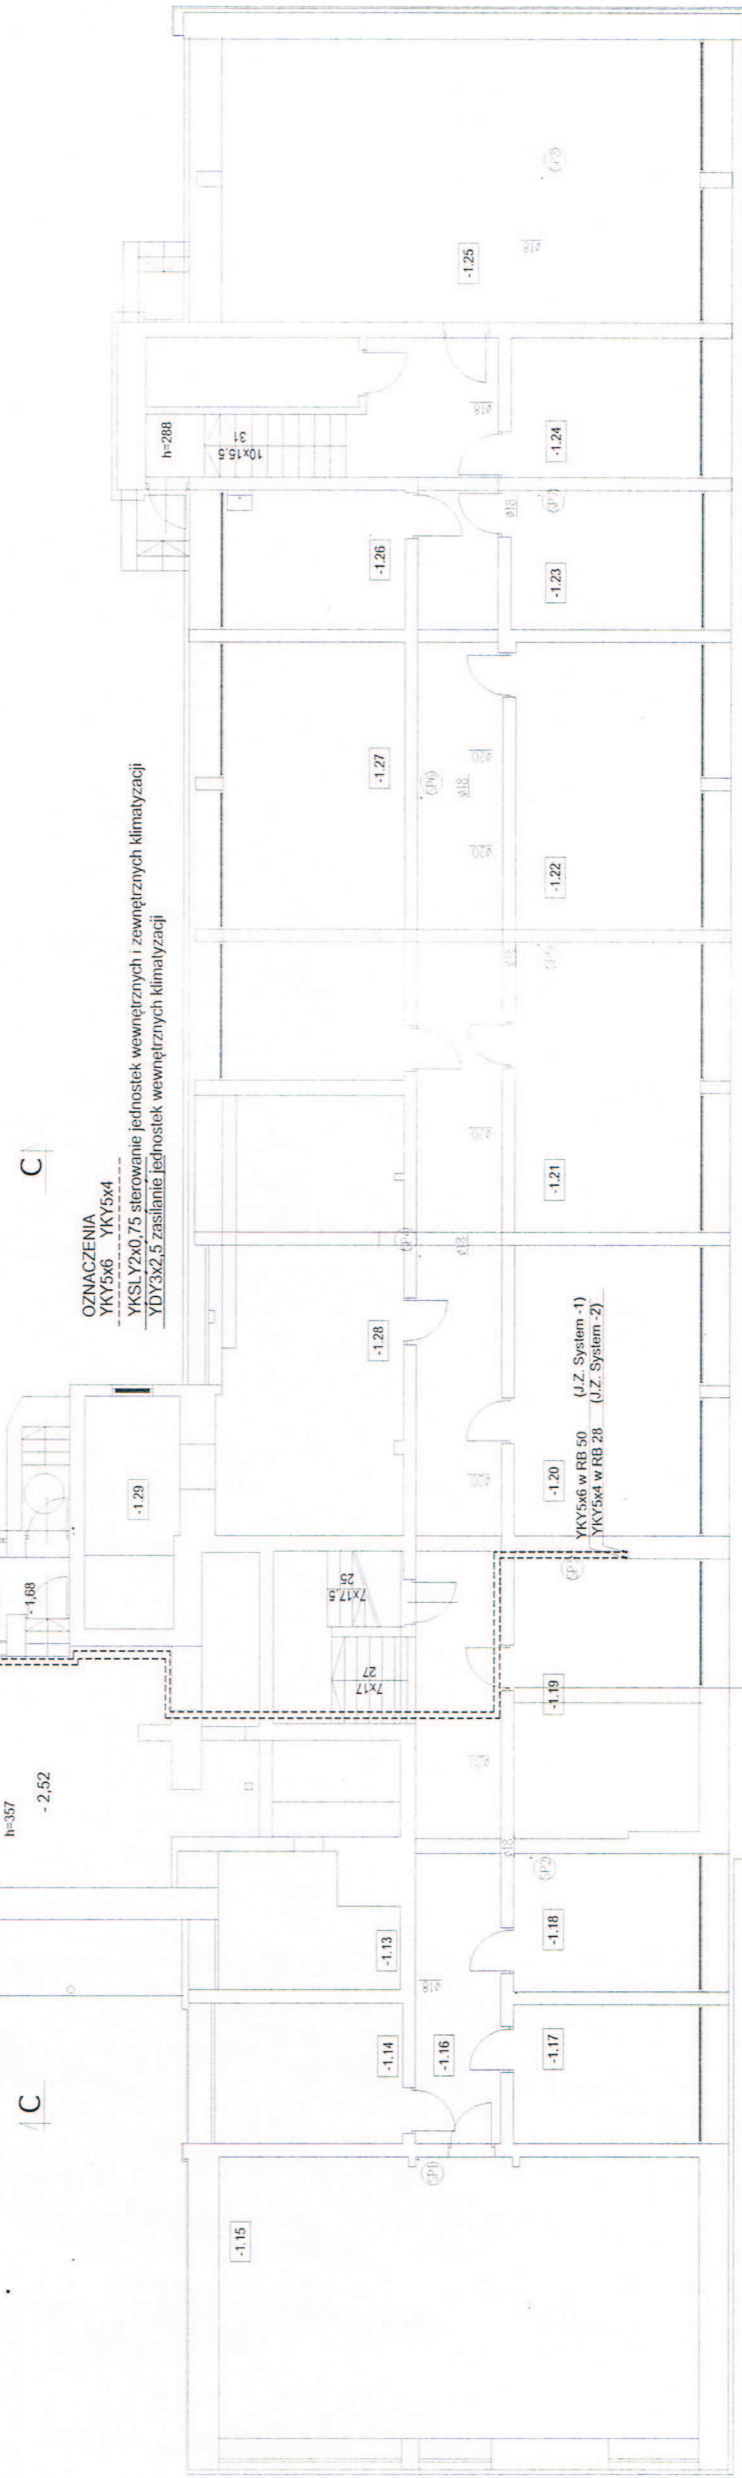 C
C
OZNACZENIA
YKY5x6 YKY5x4
YKSLY2x0,75 sterowanie jednostek wewnętrznych i zewnętrznych klimatyzacji
YDY3x2,5 zasilanie jednostek wewnętrznych klimatyzacji
h=357
- 2,52
- 1,68
-1.29
h=288
10x15,5
31
7x17,5
25
7x17
27
-1.15
-1.14
-1.13
-1.28
-1.27
-1.26
-1.25
-1.16
-1.17
-1.18
-1.19
-1.20
-1.21
-1.22
-1.23
-1.24
YKY5x6 w RB 50 (J.Z. System -1)
YKY5x4 w RB 28 (J.Z. System -2)